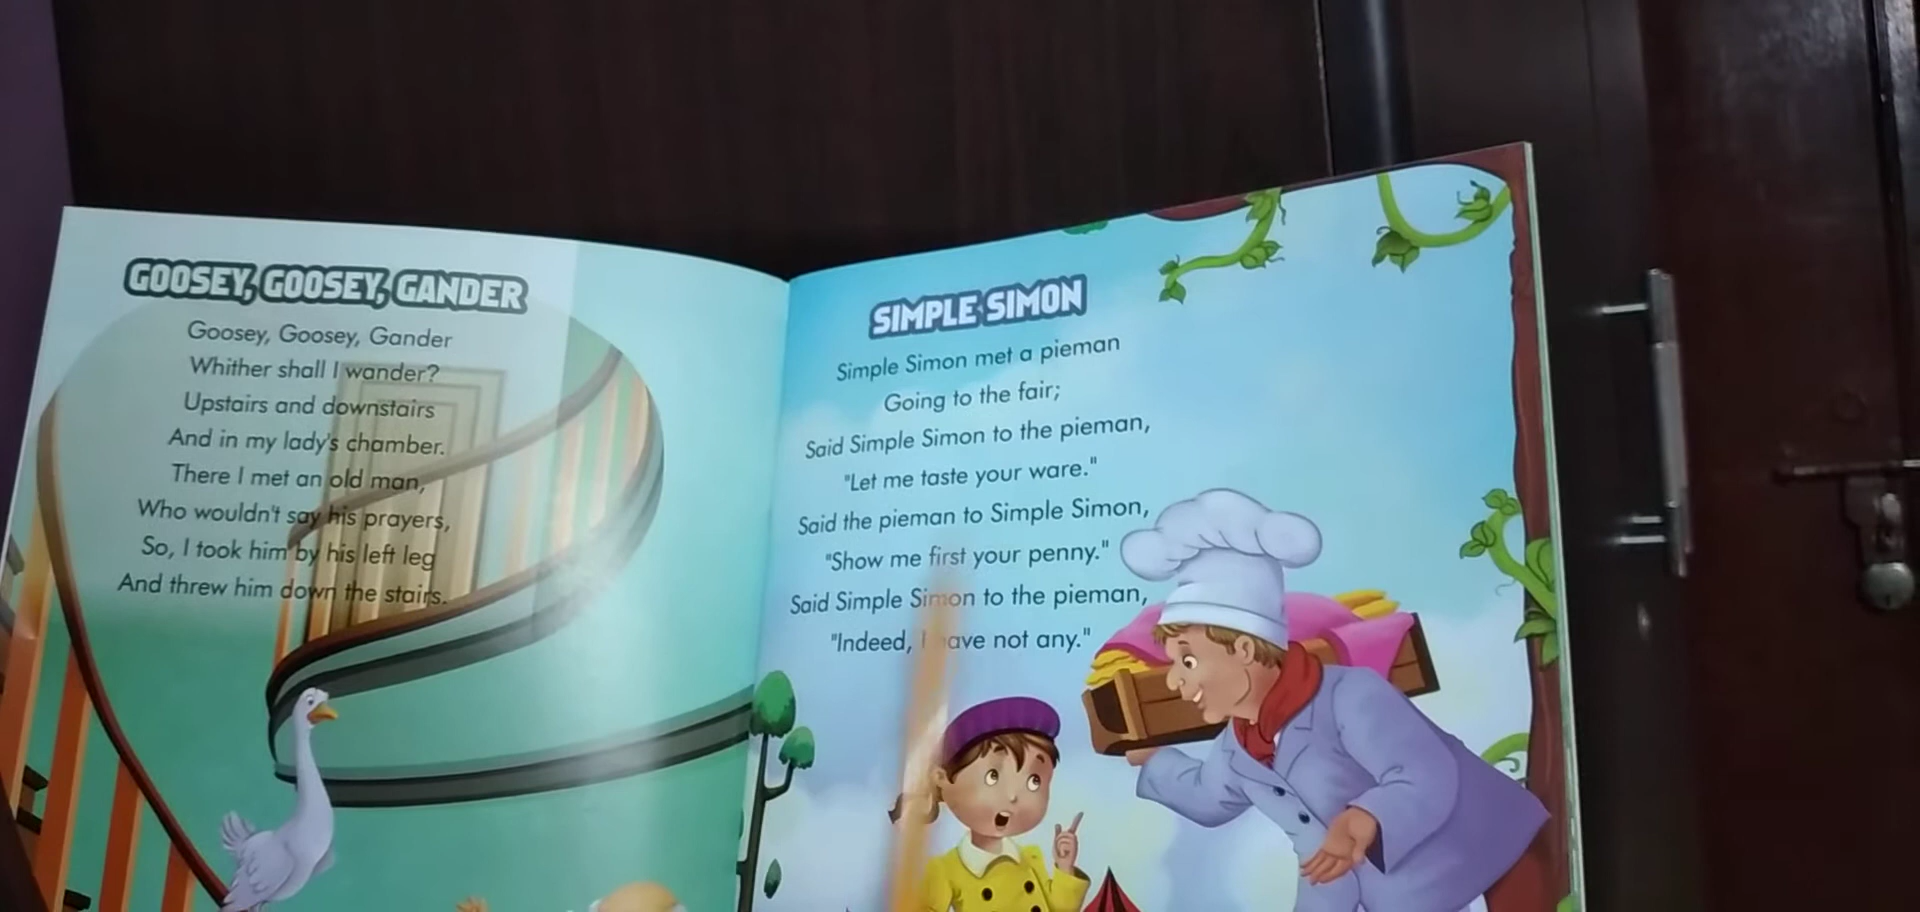 GOOSEY, GOOSEY, GANDER
Goosey, Goosey, Gander
Whither shall I wander?
Upstairs and downstairs
And in my lady's chamber.
There I met an old man,
Who wouldn't say his prayers,
So, I took him by his left leg
And threw him down the stairs.
SIMPLE SIMON
Simple Simon met a pieman
Going to the fair;
Said Simple Simon to the pieman,
"Let me taste your ware."
Said the pieman to Simple Simon,
"Show me first your penny."
Said Simple Simon to the pieman,
"Indeed, I have not any."